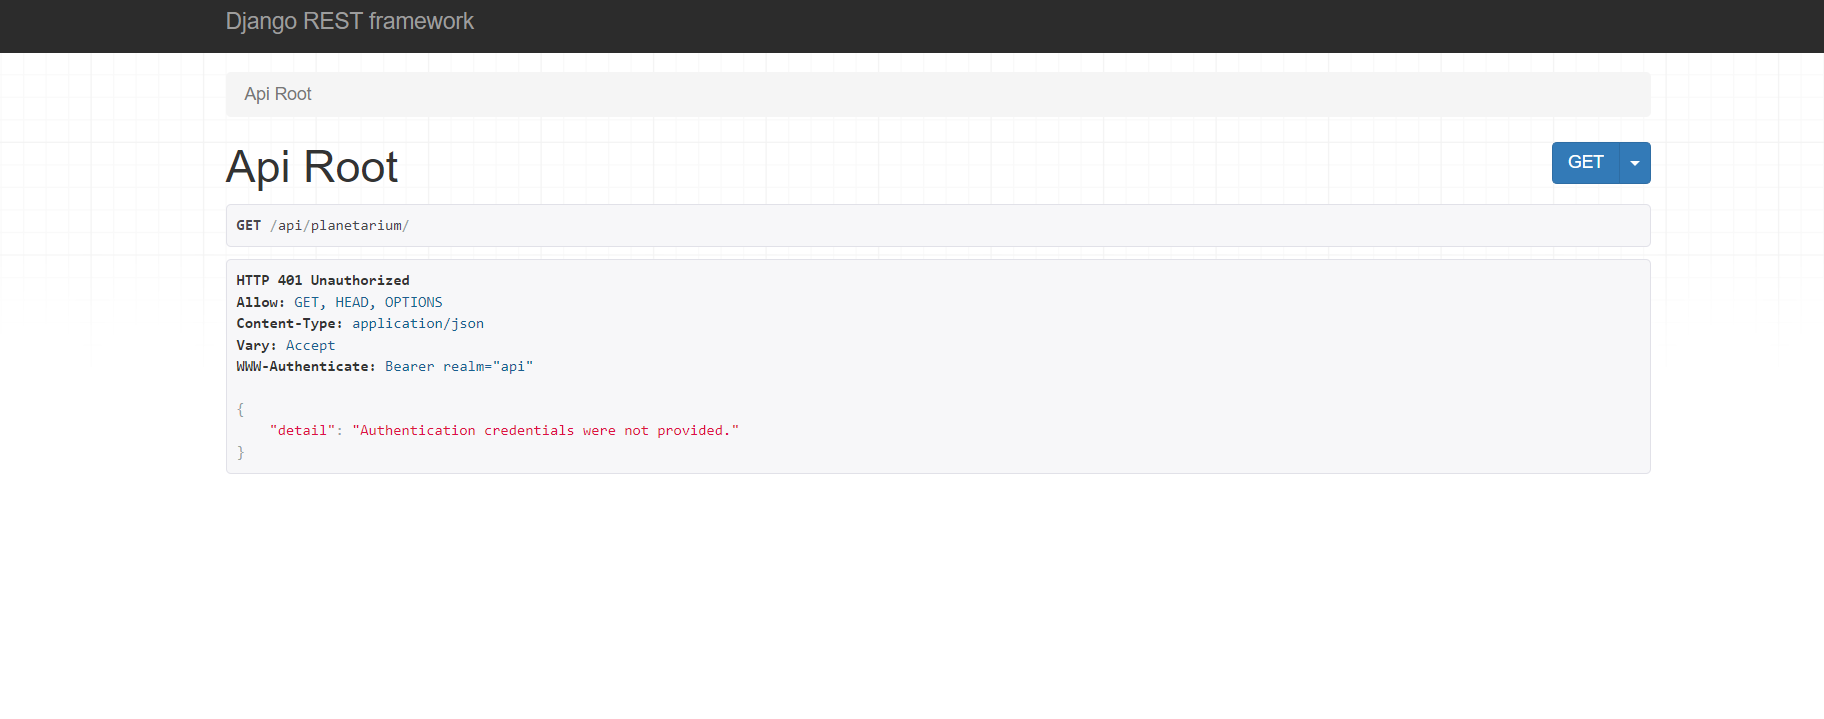 Django REST framework
Api Root
Api Root
GET
GET /api/planetarium/
HTTP 401 Unauthorized
Allow: GET, HEAD, OPTIONS
Content-Type: application/json
Vary: Accept
WWW-Authenticate: Bearer realm="api"
{
    "detail": "Authentication credentials were not provided."
}